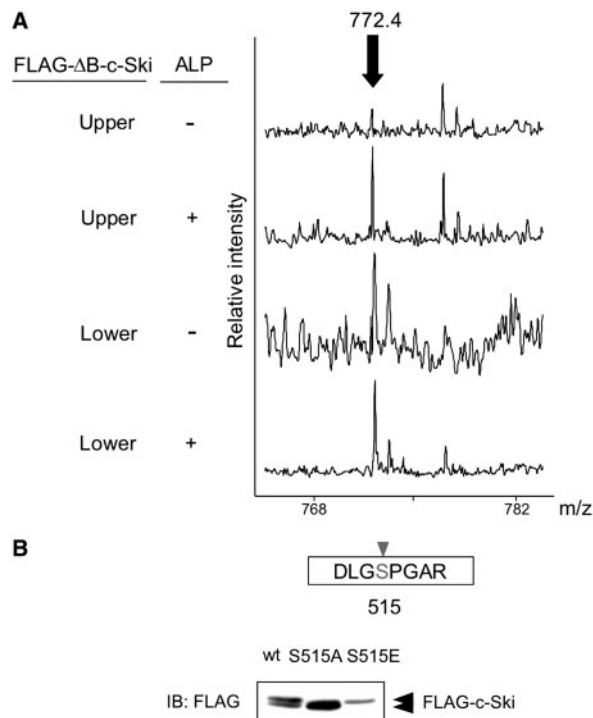 A
772.4
FLAG-ΔB-c-Ski ALP
Upper -
Upper +
Lower -
Lower +
Relative intensity
768 782 m/z
B
DLGSPGAR
515
wt S515A S515E
IB: FLAG FLAG-c-Ski